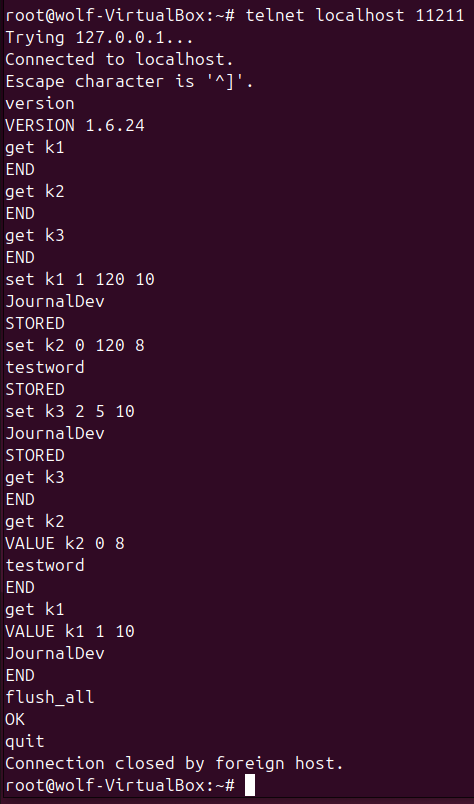 root@wolf-VirtualBox:~# telnet localhost 11211
Trying 127.0.0.1...
Connected to localhost.
Escape character is '^]'.
version
VERSION 1.6.24
get k1
END
get k2
END
get k3
END
set k1 1 120 10
JournalDev
STORED
set k2 0 120 8
testword
STORED
set k3 2 5 10
JournalDev
STORED
get k3
END
get k2
VALUE k2 0 8
testword
END
get k1
VALUE k1 1 10
JournalDev
END
flush_all
OK
quit
Connection closed by foreign host.
root@wolf-VirtualBox:~#